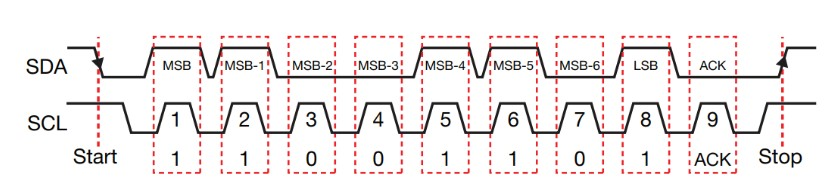 SDA MSB MSB-1 MSB-2 MSB-3 MSB-4 MSB-5 MSB-6 LSB ACK
SCL 1 2 3 4 5 6 7 8 9
Start 1 1 0 0 1 1 0 1 ACK Stop